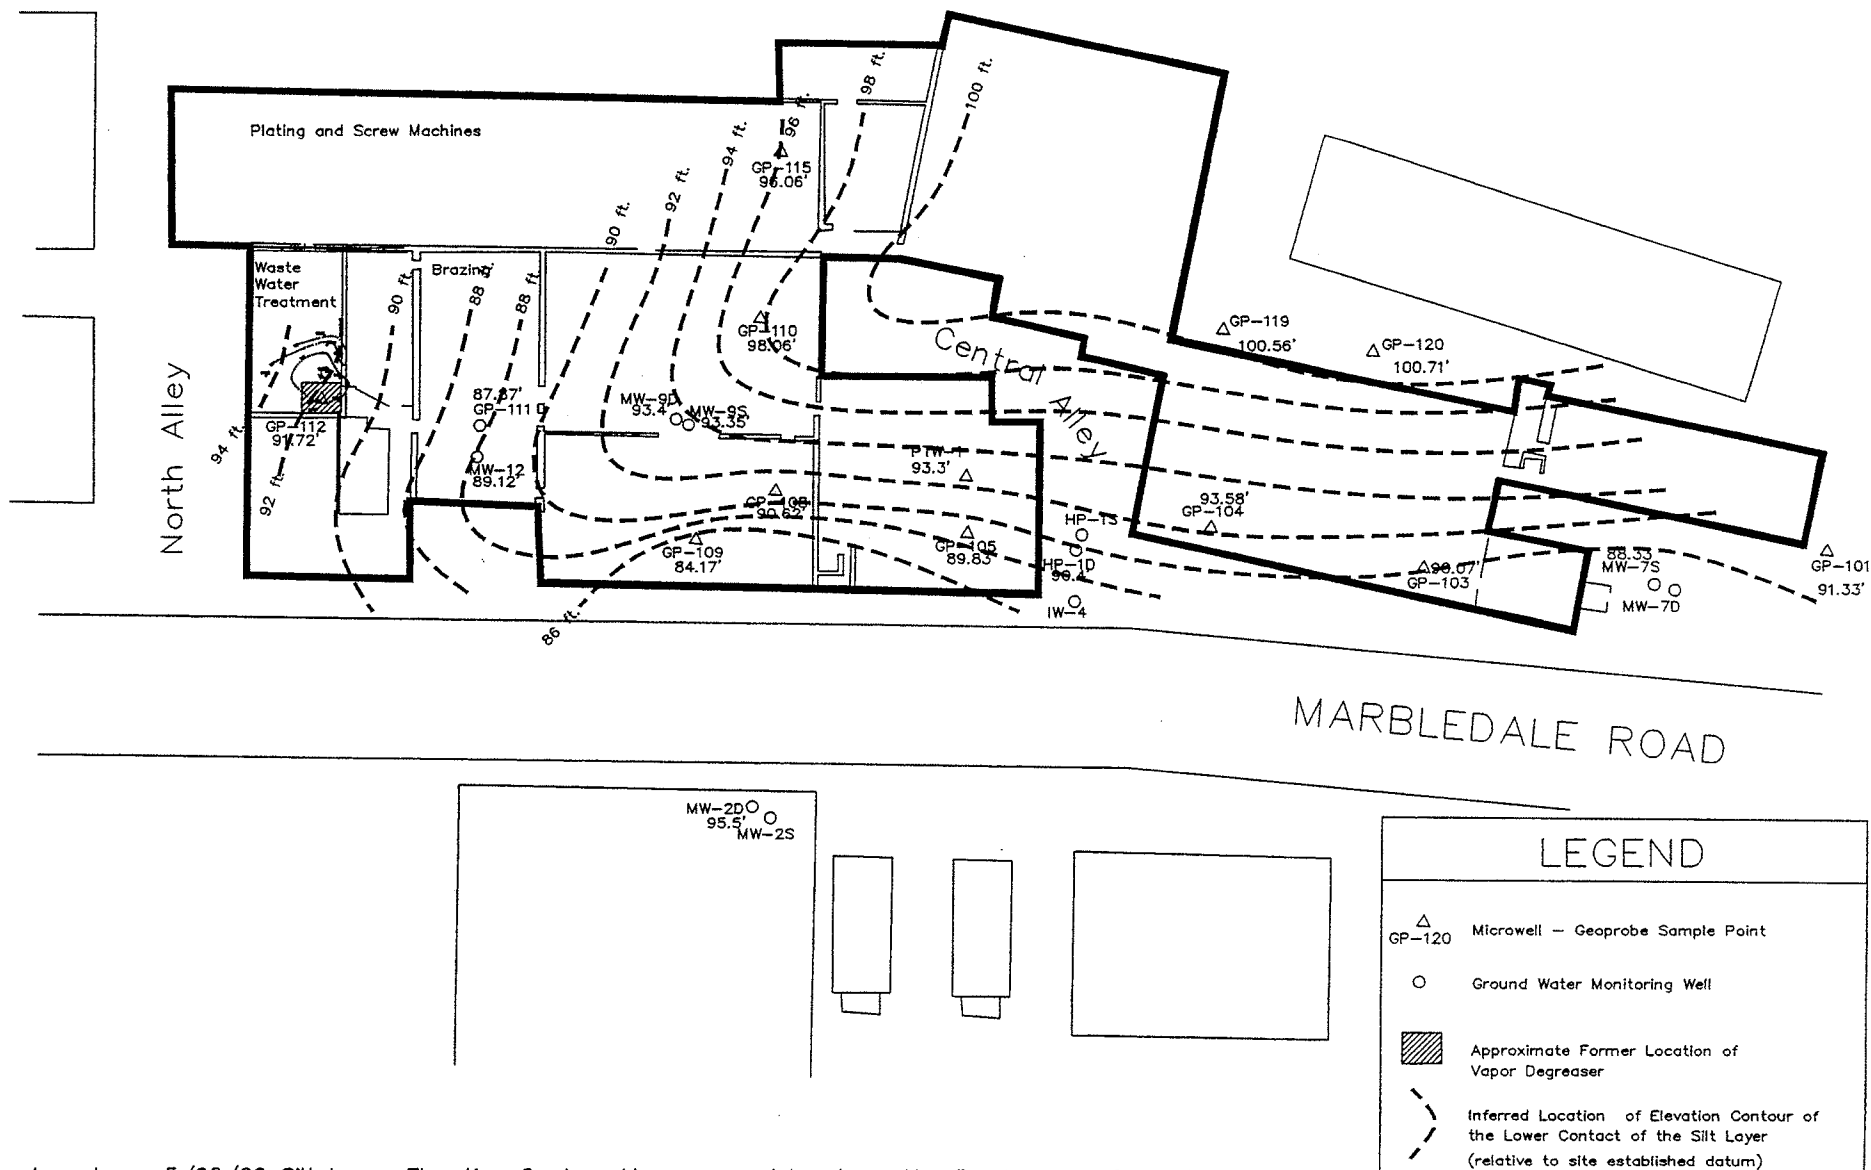 98 ft.
100 ft.
96 ft.
94 ft.
92 ft.
90 ft.
Plating and Screw Machines
GP-115
96.06'
Waste
Water
Treatment
90 ft.
Brazing
88 ft.
88 ft.
GP-110
98.06'
Central
Alley
GP-119
100.56'
GP-120
100.71'
North Alley
87.87'
GP-111
MW-9D
93.4'
MW-9S
93.35'
GP-112
91.72'
94 ft.
92 ft.
MW-12
89.12'
PTW-1
93.3'
GP-108
90.62'
GP-109
84.17'
GP-105
89.83'
93.58'
GP-104
HP-1S
HP-1D
90.4'
IW-4
90.07'
GP-103
88.33
MW-7S
MW-7D
GP-101
91.33'
86 ft.
MARBLEDALE ROAD
MW-2D
95.5'
MW-2S
LEGEND
GP-120
Microwell - Geoprobe Sample Point
Ground Water Monitoring Well
Approximate Former Location of
Vapor Degreaser
Inferred Location of Elevation Contour of
the Lower Contact of the Silt Layer
(relative to site established datum)